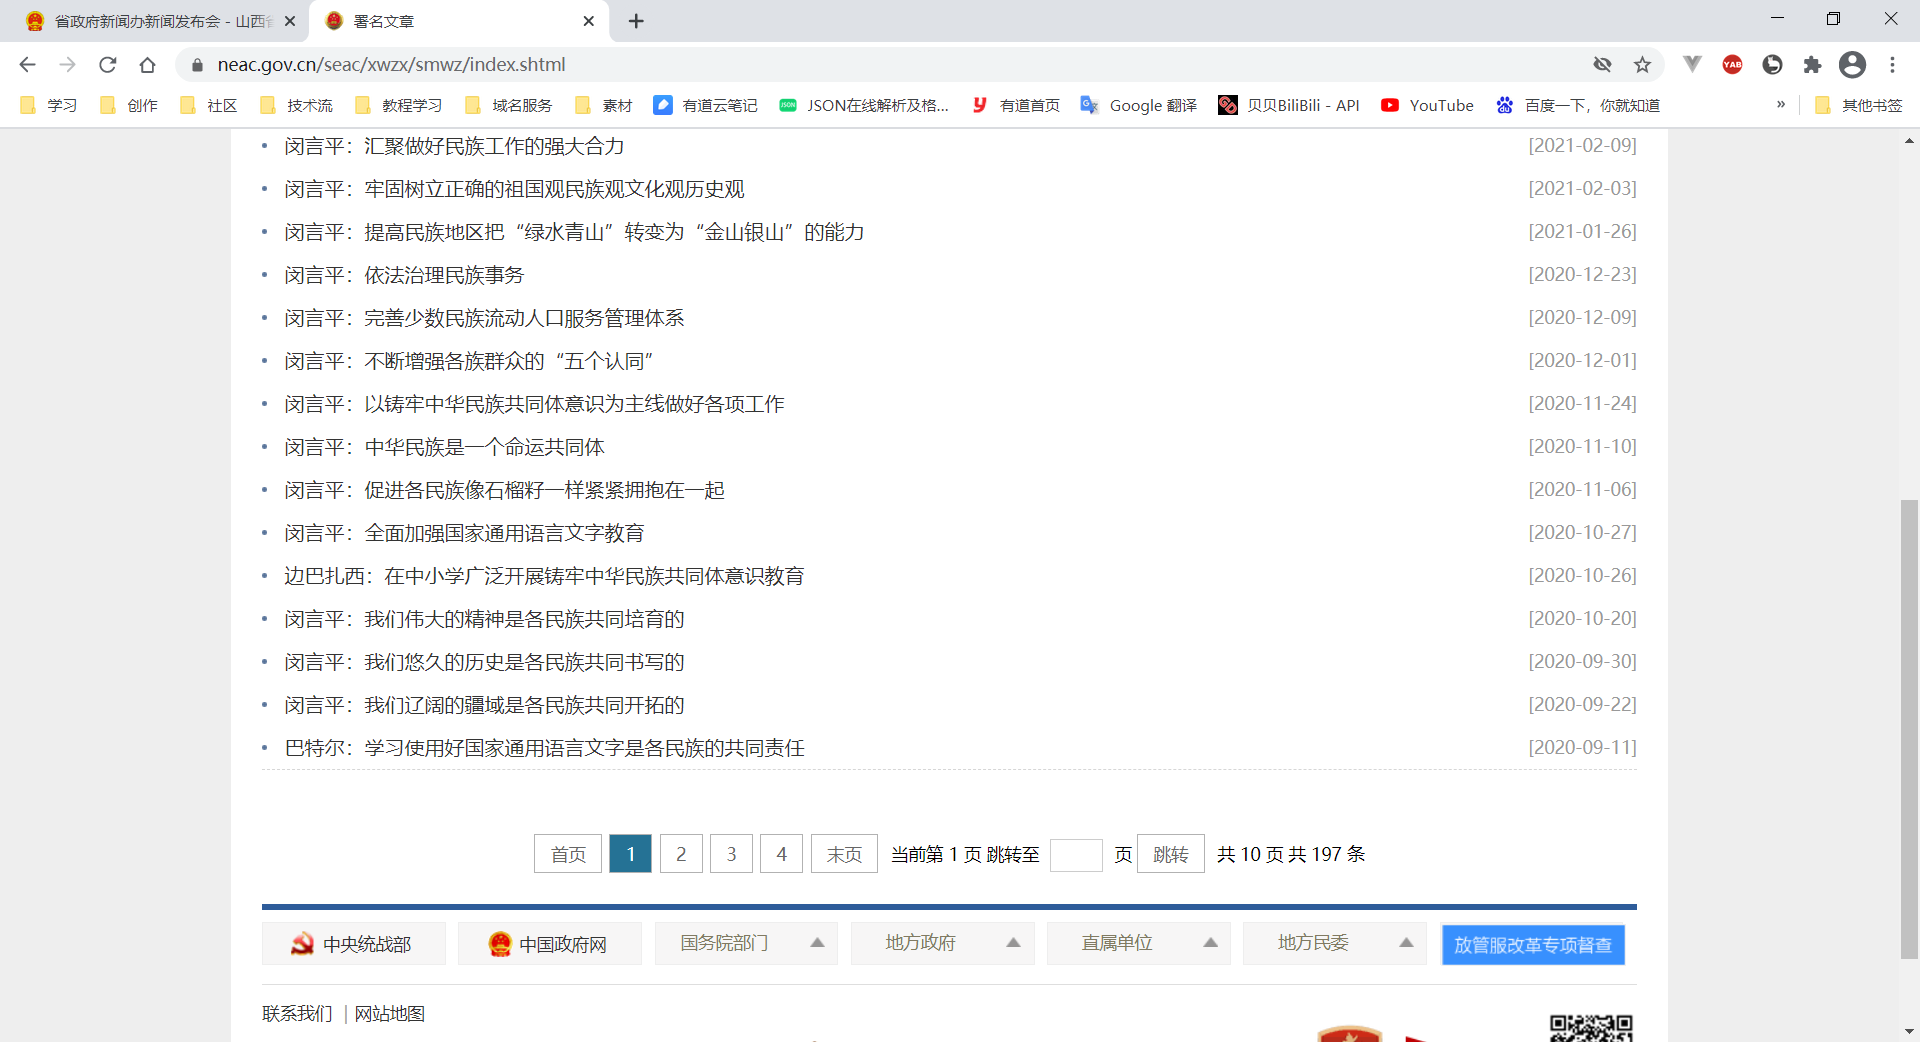 省政府新闻办新闻发布会 - 山西省
署名文章
neac.gov.cn/seac/xwzx/smwz/index.shtml
YAB
学习
创作
社区
技术流
教程学习
域名服务
素材
有道云笔记
JSON在线解析及格...
有道首页
Google 翻译
贝贝BiliBili - API
YouTube
百度一下，你就知道
»
其他书签
闵言平：汇聚做好民族工作的强大合力 [2021-02-09]
闵言平：牢固树立正确的祖国观民族观文化观历史观 [2021-02-03]
闵言平：提高民族地区把“绿水青山”转变为“金山银山”的能力 [2021-01-26]
闵言平：依法治理民族事务 [2020-12-23]
闵言平：完善少数民族流动人口服务管理体系 [2020-12-09]
闵言平：不断增强各族群众的“五个认同” [2020-12-01]
闵言平：以铸牢中华民族共同体意识为主线做好各项工作 [2020-11-24]
闵言平：中华民族是一个命运共同体 [2020-11-10]
闵言平：促进各民族像石榴籽一样紧紧拥抱在一起 [2020-11-06]
闵言平：全面加强国家通用语言文字教育 [2020-10-27]
边巴扎西：在中小学广泛开展铸牢中华民族共同体意识教育 [2020-10-26]
闵言平：我们伟大的精神是各民族共同培育的 [2020-10-20]
闵言平：我们悠久的历史是各民族共同书写的 [2020-09-30]
闵言平：我们辽阔的疆域是各民族共同开拓的 [2020-09-22]
巴特尔：学习使用好国家通用语言文字是各民族的共同责任 [2020-09-11]
首页 1 2 3 4 末页 当前第 1 页 跳转至 页 跳转 共 10 页 共 197 条
中央统战部
中国政府网
国务院部门
地方政府
直属单位
地方民委
放管服改革专项督查
联系我们 | 网站地图